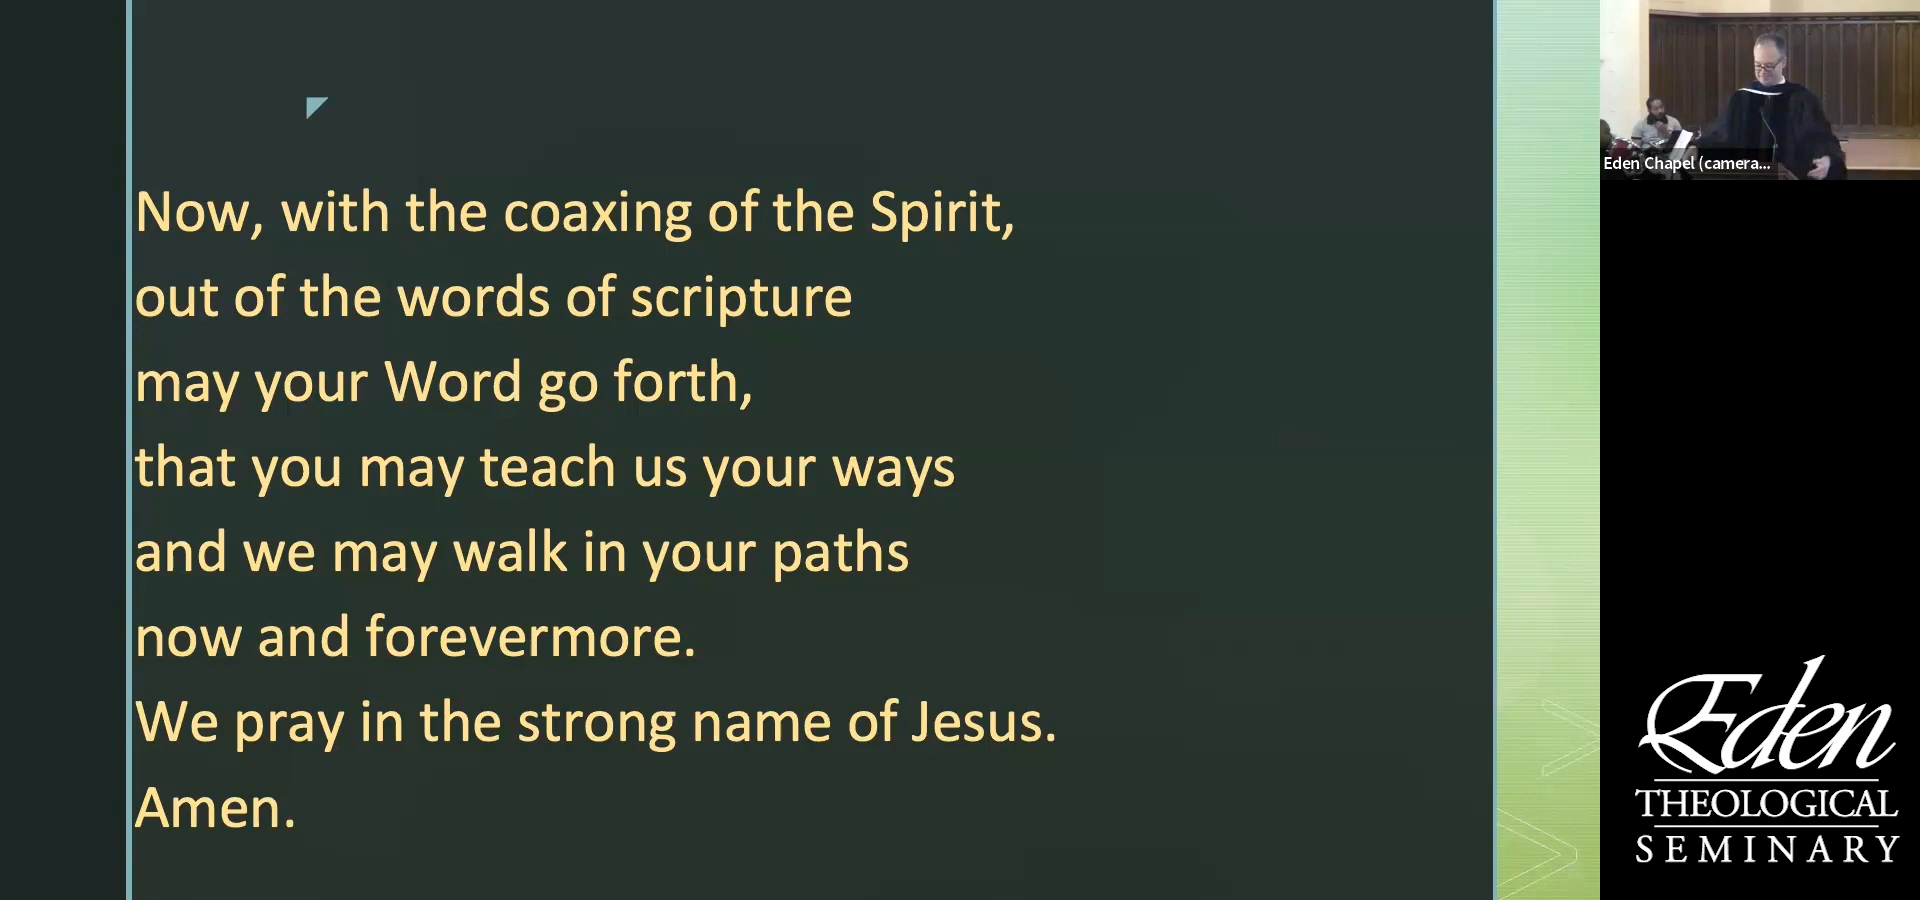 Now, with the coaxing of the Spirit,
out of the words of scripture
may your Word go forth,
that you may teach us your ways
and we may walk in your paths
now and forevermore.
We pray in the strong name of Jesus.
Amen.
Eden Chapel (camera...
Eden
THEOLOGICAL
SEMINARY